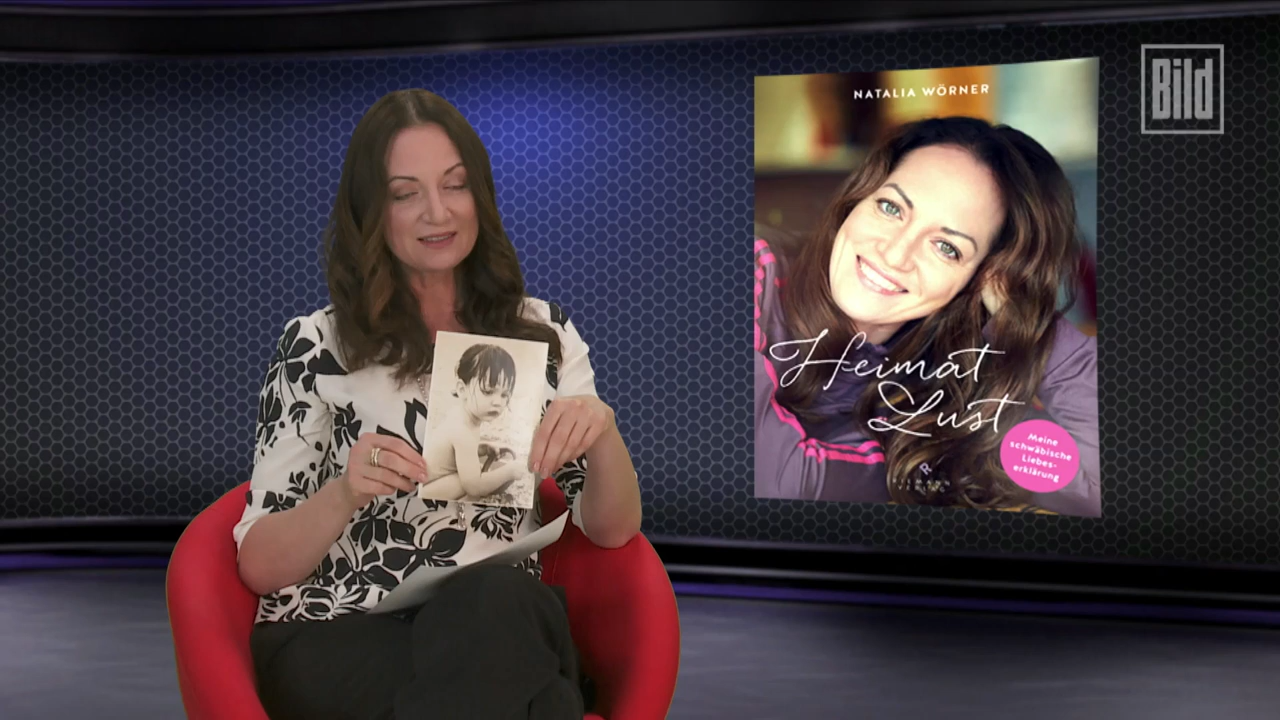 NATALIA WÖRNER
Bild
Heimat
Lust
Meine
schwäbische
Liebes-
erklärung